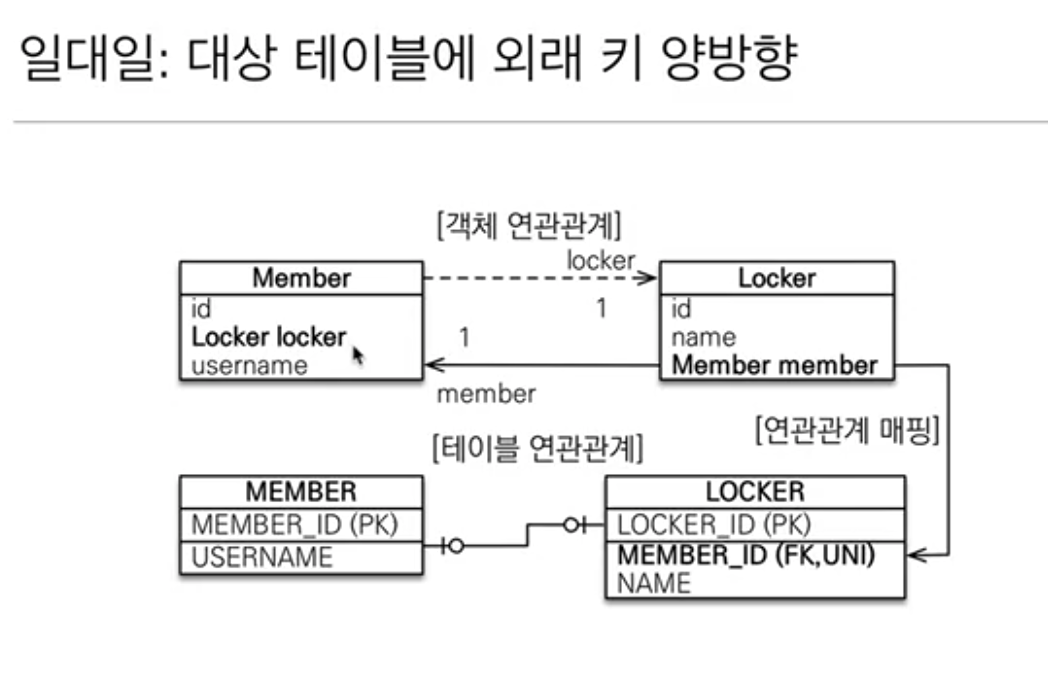 일대일: 대상 테이블에 외래 키 양방향
[객체 연관관계]
locker
Member
id
Locker locker
username
1
1
member
Locker
id
name
Member member
[연관관계 매핑]
[테이블 연관관계]
MEMBER
MEMBER_ID (PK)
USERNAME
LOCKER
LOCKER_ID (PK)
MEMBER_ID (FK,UNI)
NAME